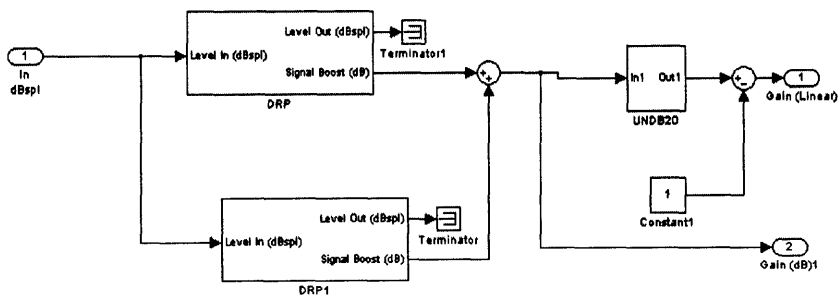 1
In
dBspl
Level In (dBspl)
Level Out (dBspl)
Signal Boost (dB)
DRP
Terminator1
In1
Out1
UNDB20
1
Gain (Linear)
1
Constant1
Level In (dBspl)
Level Out (dBspl)
Signal Boost (dB)
DRP1
Terminator
2
Gain (dB)1